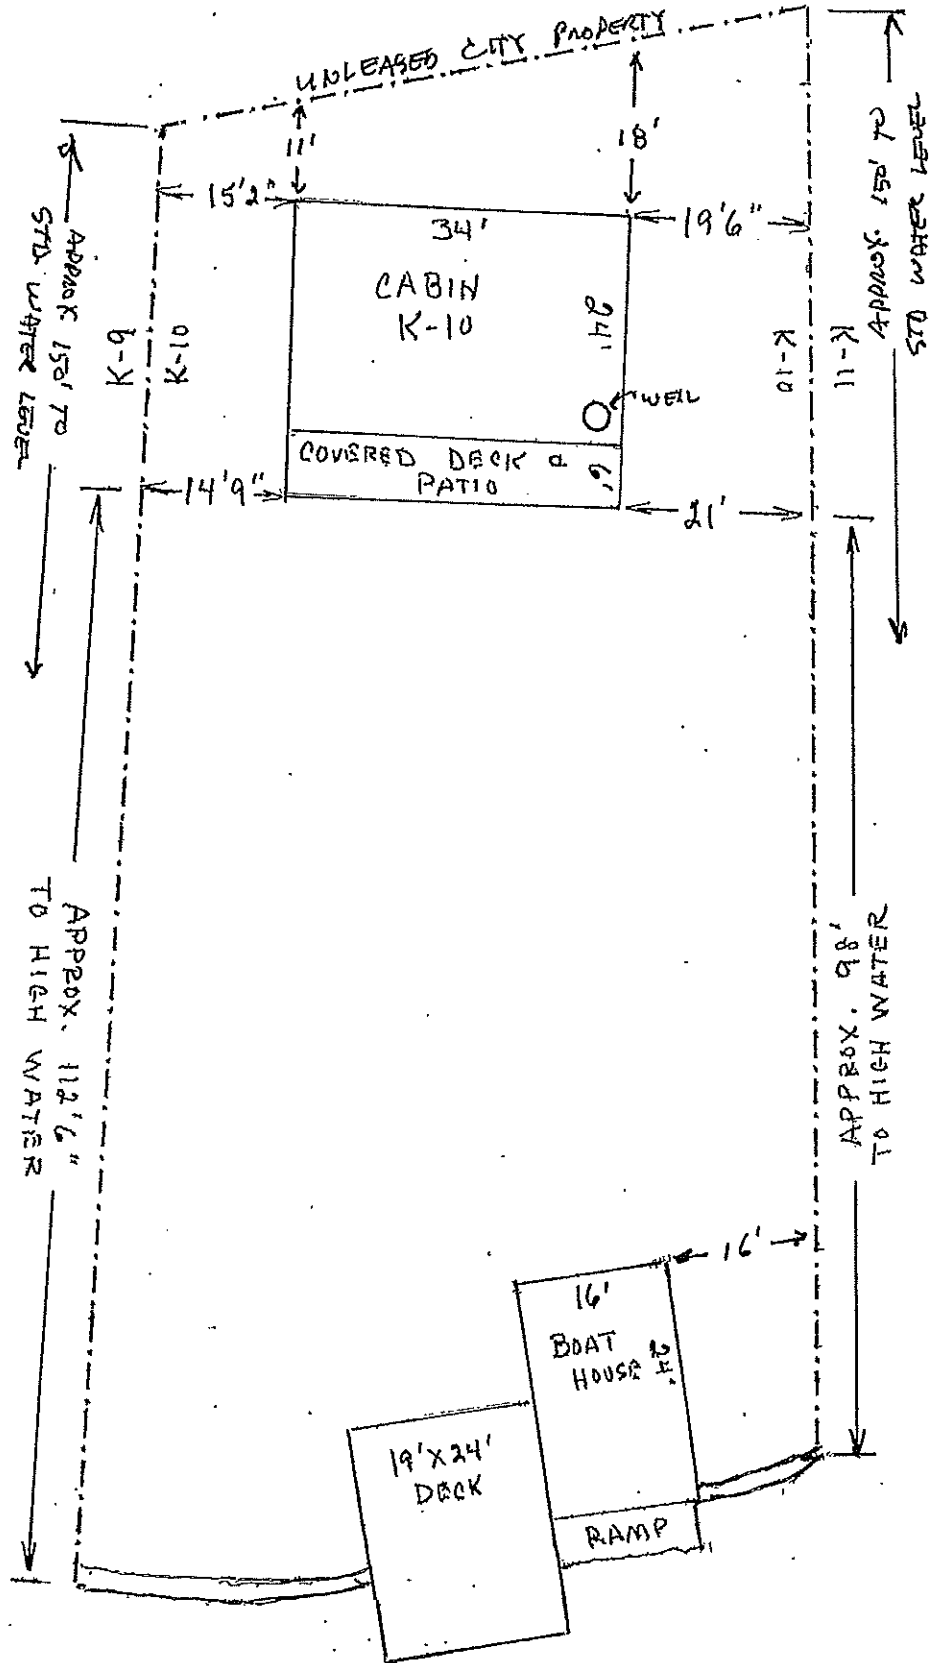 UNLEASED CITY PROPERTY
11'
18'
15'2"
19'6"
34'
CABIN
K-10
24'
WELL
COVERED DECK &
PATIO
6'
14'9"
21'
K-9
K-10
K-10
K-11
APPROX 150' TO
STD. WATER LEVEL
APPROX. 150' TO
STD WATER LEVEL
APPROX. 112'6"
TO HIGH WATER
APPROX. 98'
TO HIGH WATER
16'
16'
BOAT
HOUSE
24'
19'X24'
DECK
RAMP